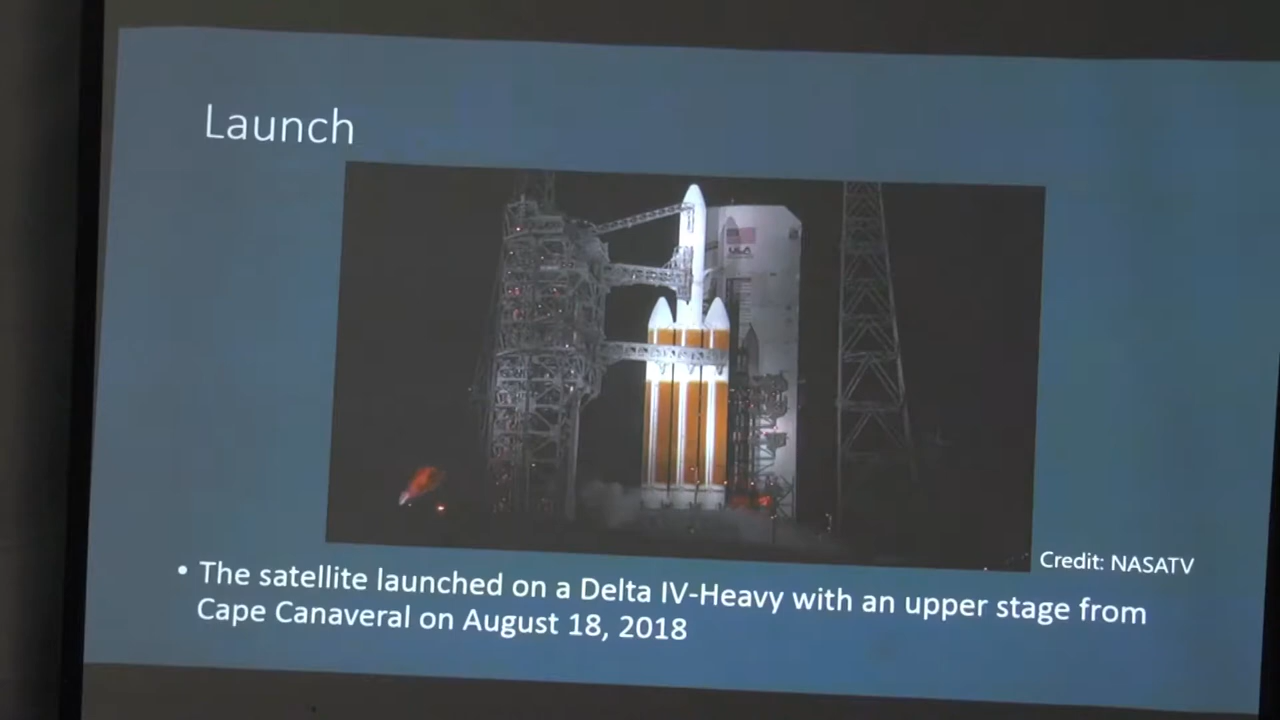 Launch
ULA
Credit: NASATV
• The satellite launched on a Delta IV-Heavy with an upper stage from
Cape Canaveral on August 18, 2018